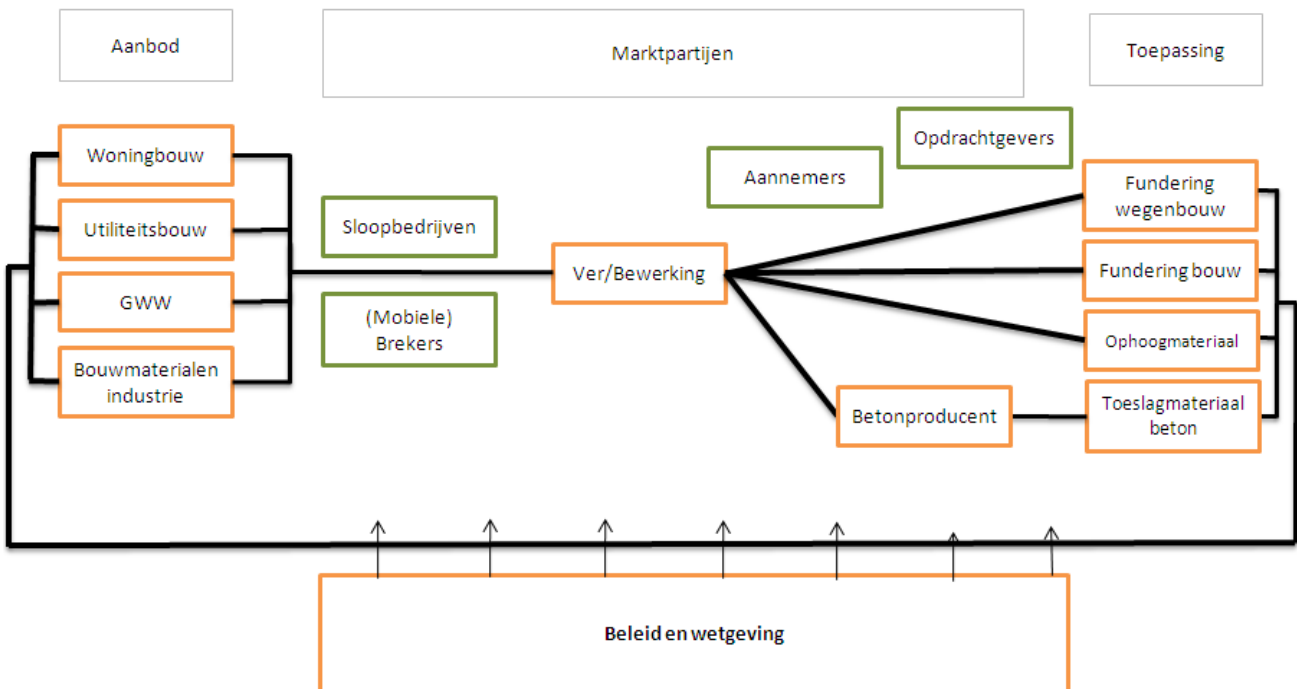 Aanbod
Marktpartijen
Toepassing
Woningbouw
Utiliteitsbouw
GWW
Bouwmaterialen
industrie
Sloopbedrijven
(Mobiele)
Brekers
Ver/Bewerking
Aannemers
Opdrachtgevers
Betonproducent
Fundering
wegenbouw
Fundering bouw
Ophoogmateriaal
Toeslagmateriaal
beton
Beleid en wetgeving